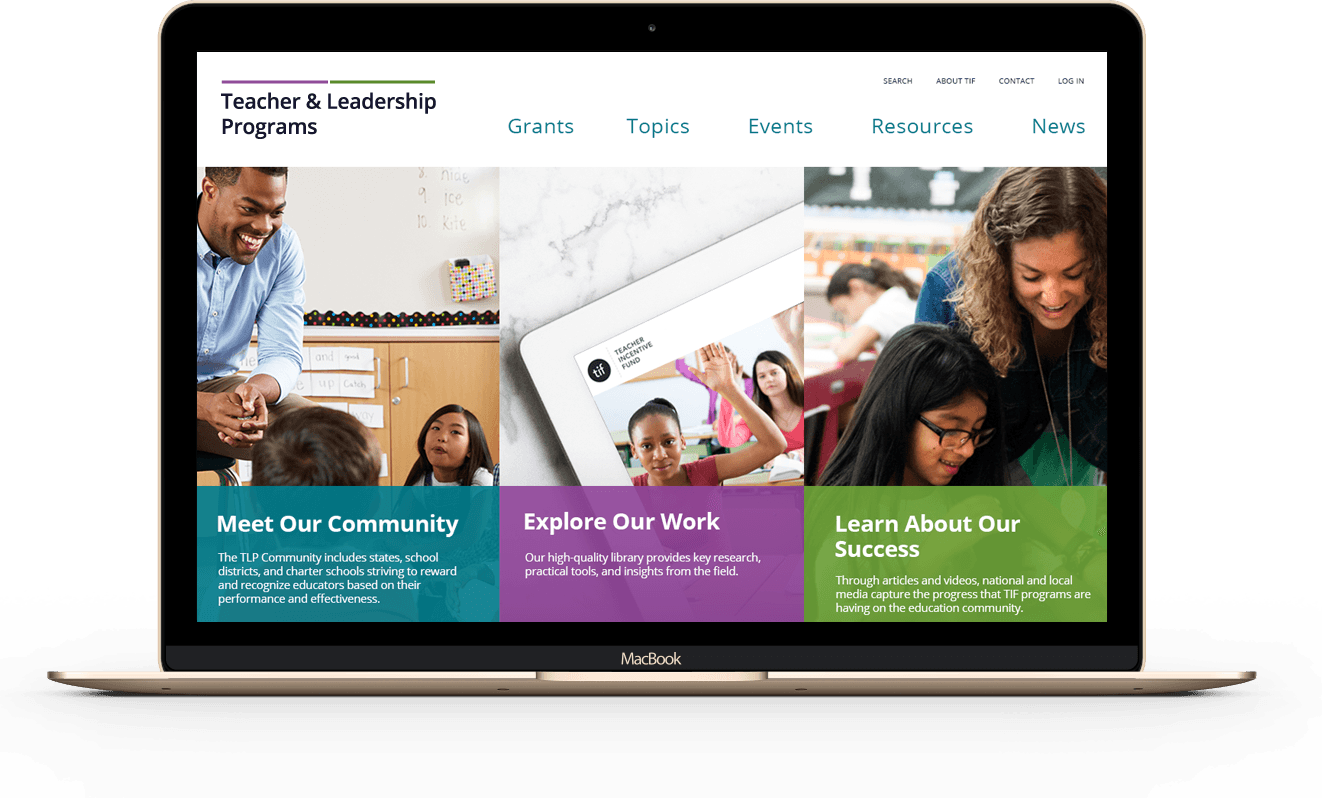 SEARCH ABOUT TIF CONTACT LOG IN
Teacher & Leadership
Programs
Grants Topics Events Resources News
8. nice
9. Ice
10. Kite
and good
up Catch
way
tif
TEACHER
INCENTIVE
FUND
Meet Our Community
The TLP Community includes states, school
districts, and charter schools striving to reward
and recognize educators based on their
performance and effectiveness.
Explore Our Work
Our high-quality library provides key research,
practical tools, and insights from the field.
Learn About Our
Success
Through articles and videos, national and local
media capture the progress that TIF programs are
having on the education community.
MacBook